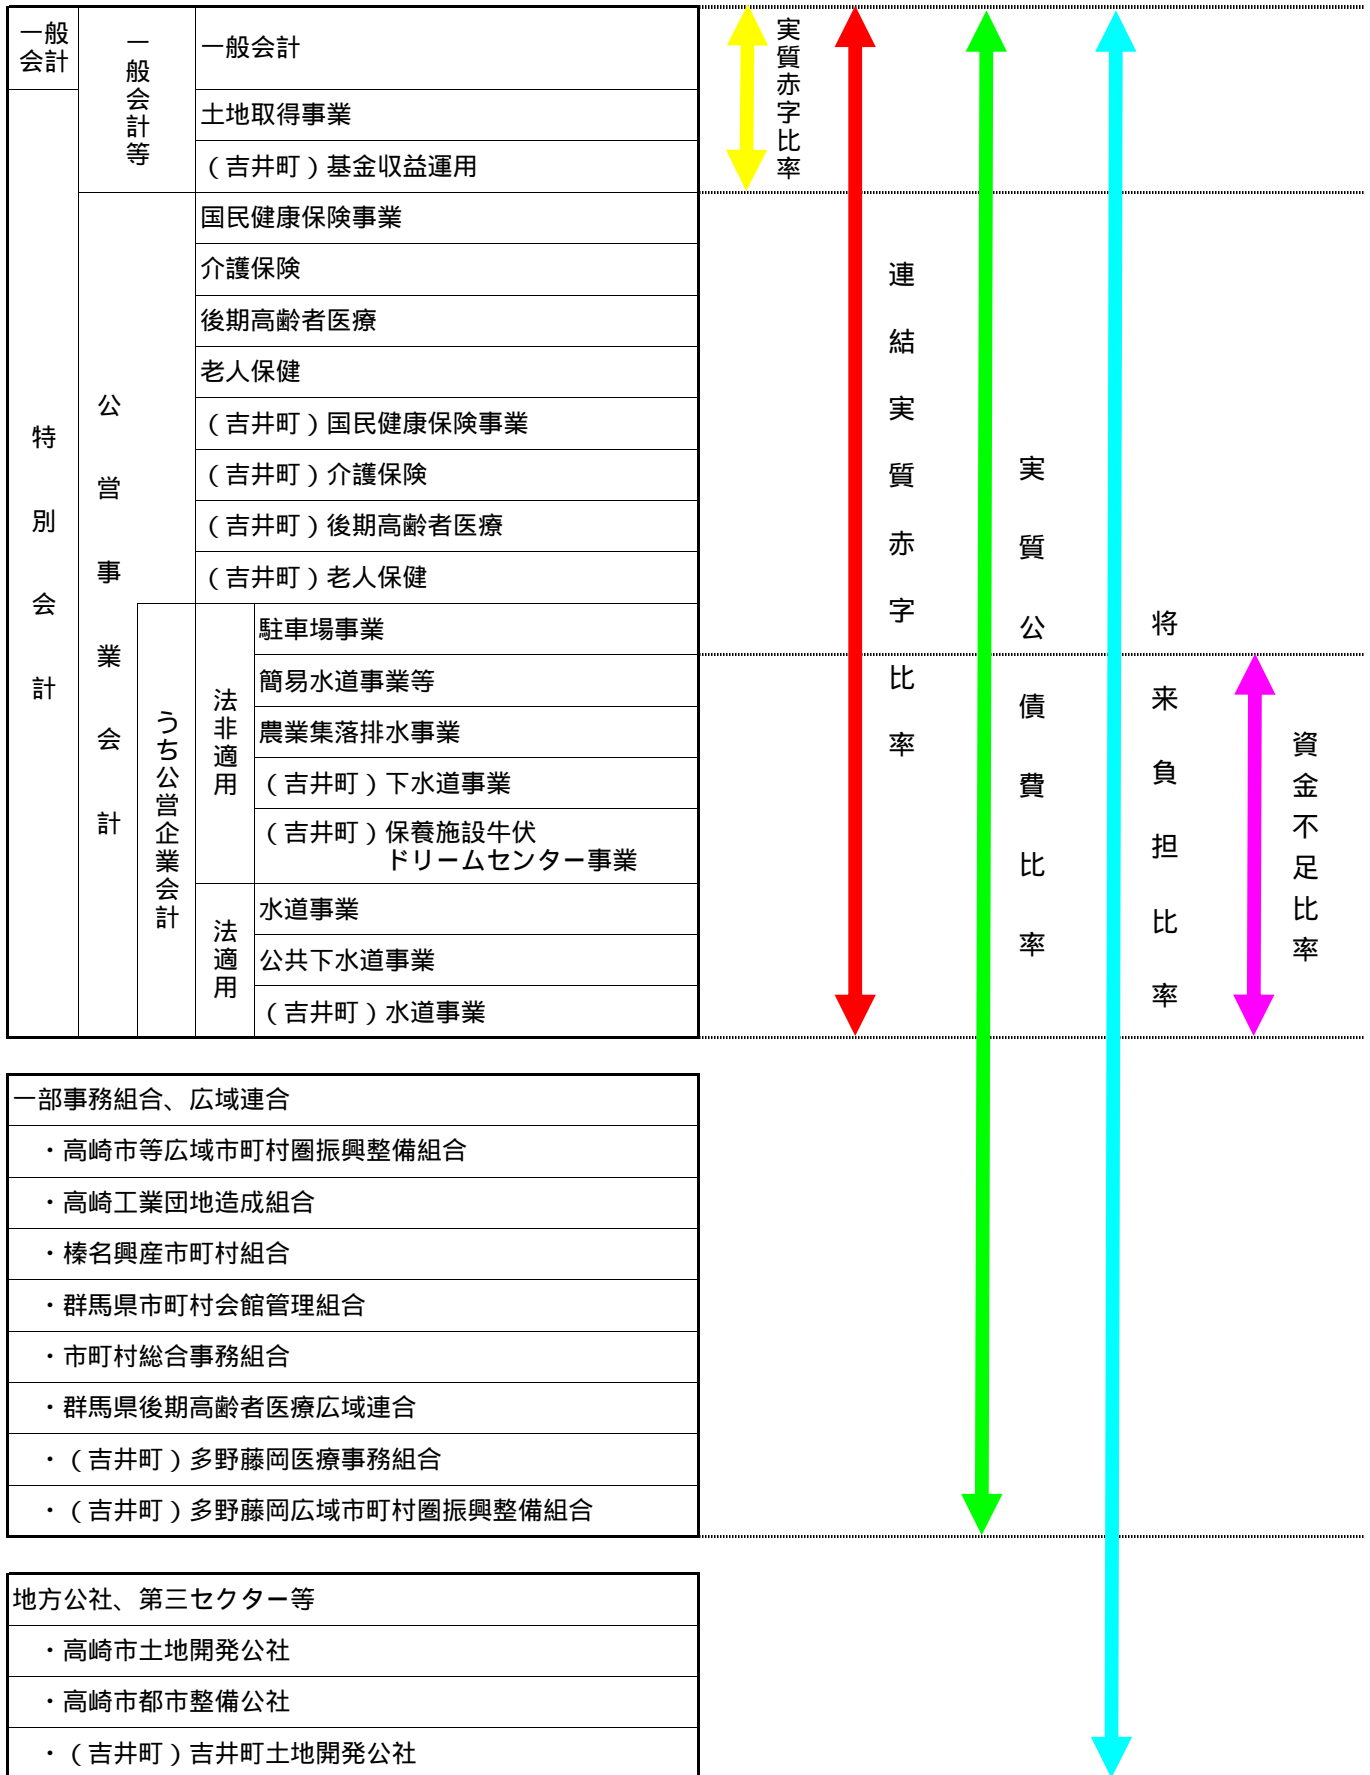 一般
会計
一般会計等
一般会計
土地取得事業
（吉井町）基金収益運用
特別会計
公営事業会計
国民健康保険事業
介護保険
後期高齢者医療
老人保健
（吉井町）国民健康保険事業
（吉井町）介護保険
（吉井町）後期高齢者医療
（吉井町）老人保健
うち公営企業会計
法非適用
駐車場事業
簡易水道事業等
農業集落排水事業
（吉井町）下水道事業
（吉井町）保養施設牛伏
ドリームセンター事業
法適用
水道事業
公共下水道事業
（吉井町）水道事業
実質赤字比率
連結実質赤字比率
実質公債費比率
将来負担比率
資金不足比率
一部事務組合、広域連合
・高崎市等広域市町村圏振興整備組合
・高崎工業団地造成組合
・榛名興産市町村組合
・群馬県市町村会館管理組合
・市町村総合事務組合
・群馬県後期高齢者医療広域連合
・（吉井町）多野藤岡医療事務組合
・（吉井町）多野藤岡広域市町村圏振興整備組合
地方公社、第三セクター等
・高崎市土地開発公社
・高崎市都市整備公社
・（吉井町）吉井町土地開発公社